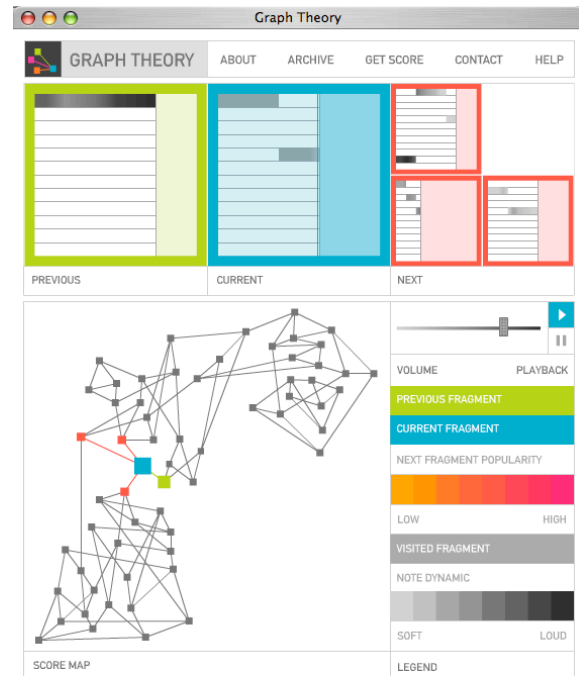 Graph Theory
GRAPH THEORY ABOUT ARCHIVE GET SCORE CONTACT HELP
PREVIOUS CURRENT NEXT
VOLUME PLAYBACK
PREVIOUS FRAGMENT
CURRENT FRAGMENT
NEXT FRAGMENT POPULARITY
LOW HIGH
VISITED FRAGMENT
NOTE DYNAMIC
SOFT LOUD
SCORE MAP LEGEND